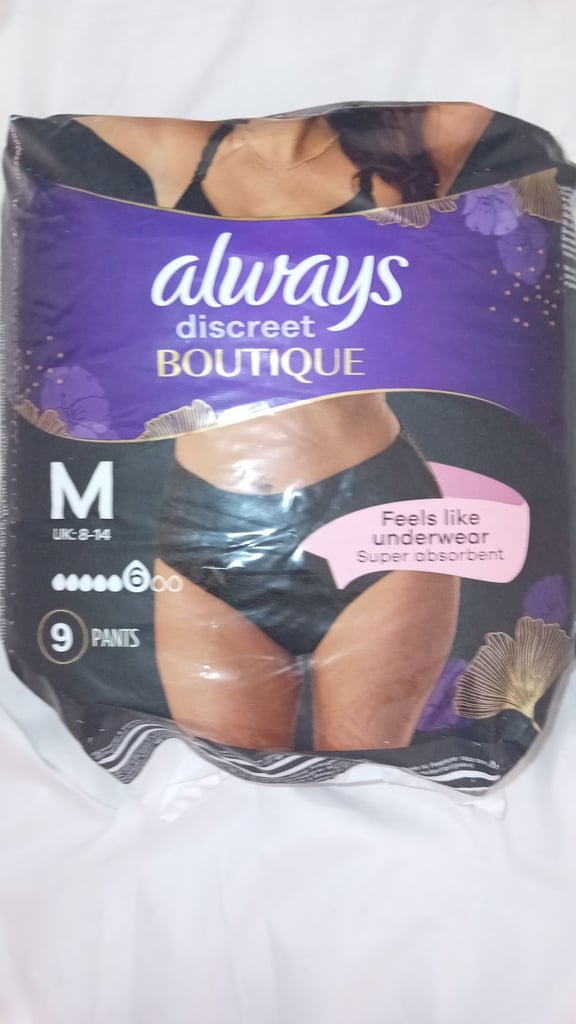 always
discreet
BOUTIQUE
M
UK: 8-14
6
9 PANTS
Feels like
underwear
Super absorbent